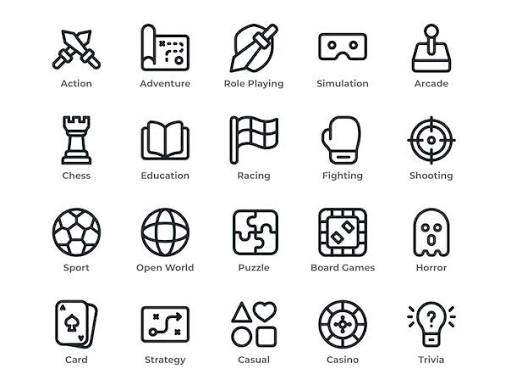 Action
Adventure
Role Playing
Simulation
Arcade
Chess
Education
Racing
Fighting
Shooting
Sport
Open World
Puzzle
Board Games
Horror
A
A
Card
Strategy
Casual
Casino
?
Trivia